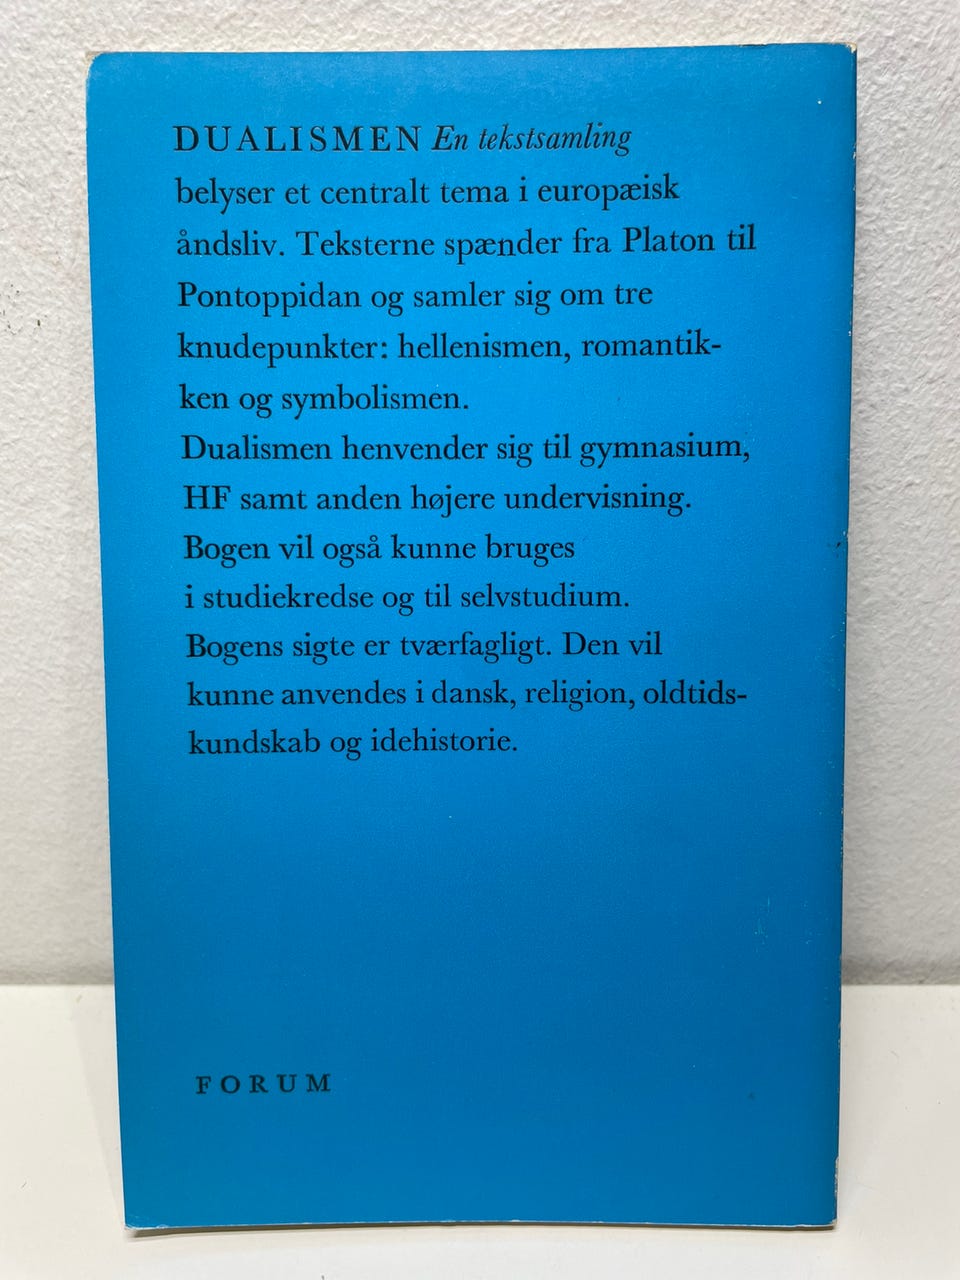 DUALISMEN En tekstsamling
belyser et centralt tema i europæisk
åndsliv. Teksterne spænder fra Platon til
Pontoppidan og samler sig om tre
knudepunkter: hellenismen, romantik-
ken og symbolismen.
Dualismen henvender sig til gymnasium,
HF samt anden højere undervisning.
Bogen vil også kunne bruges
i studiekredse og til selvstudium.
Bogens sigte er tværfagligt. Den vil
kunne anvendes i dansk, religion, oldtids-
kundskab og idehistorie.
FORUM